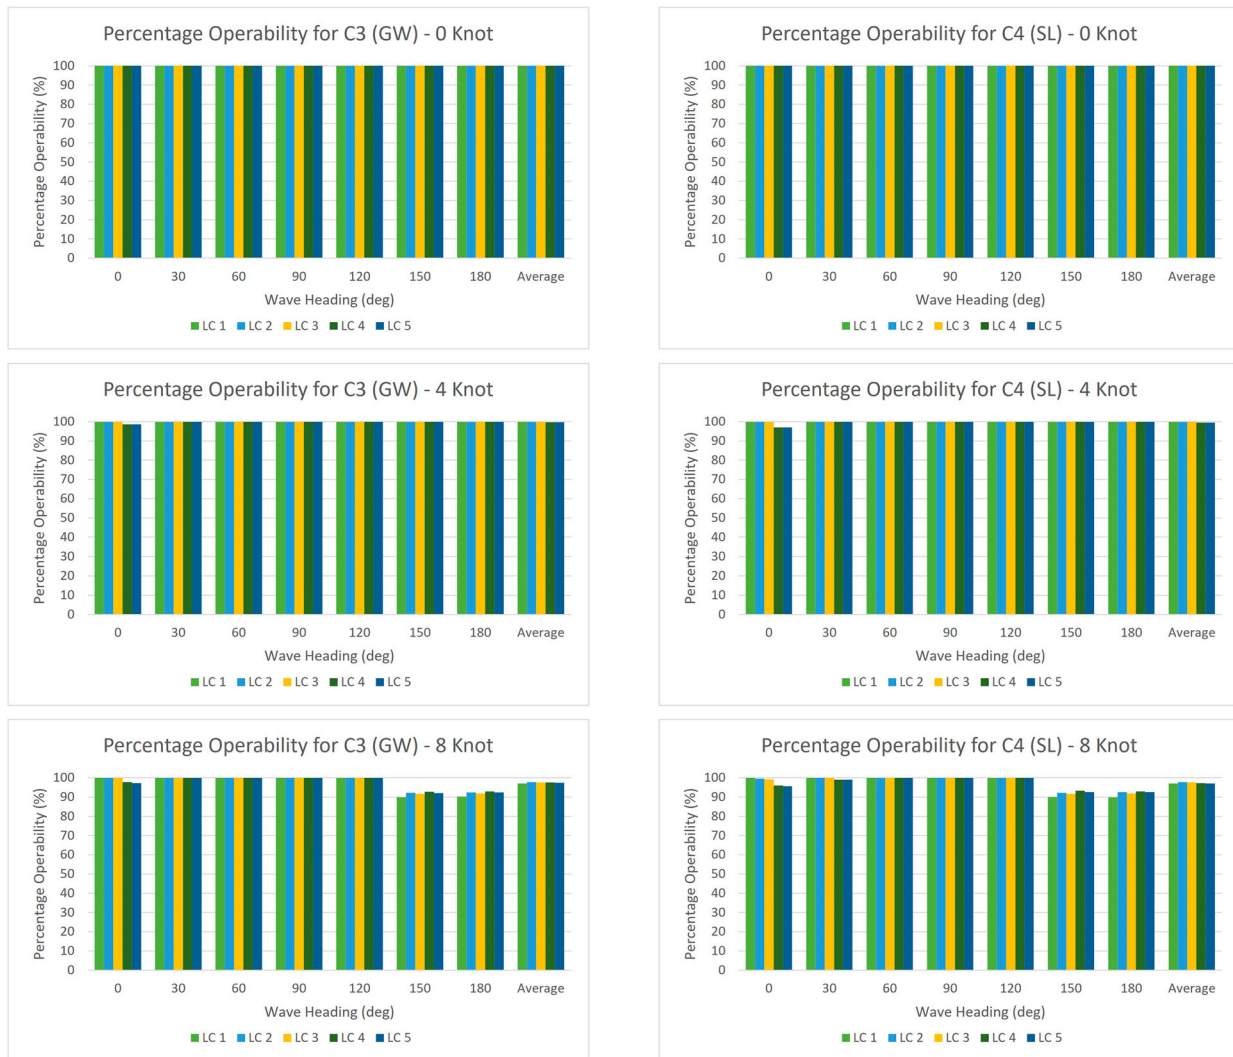 Percentage Operability for C3 (GW) - 0 Knot
Percentage Operability (%)
100
90
80
70
60
50
40
30
20
10
0
0 30 60 90 120 150 180 Average
Wave Heading (deg)
LC 1 LC 2 LC 3 LC 4 LC 5
Percentage Operability for C4 (SL) - 0 Knot
Percentage Operability (%)
100
90
80
70
60
50
40
30
20
10
0
0 30 60 90 120 150 180 Average
Wave Heading (deg)
LC 1 LC 2 LC 3 LC 4 LC 5
Percentage Operability for C3 (GW) - 4 Knot
Percentage Operability (%)
100
90
80
70
60
50
40
30
20
10
0
0 30 60 90 120 150 180 Average
Wave Heading (deg)
LC 1 LC 2 LC 3 LC 4 LC 5
Percentage Operability for C4 (SL) - 4 Knot
Percentage Operability (%)
100
90
80
70
60
50
40
30
20
10
0
0 30 60 90 120 150 180 Average
Wave Heading (deg)
LC 1 LC 2 LC 3 LC 4 LC 5
Percentage Operability for C3 (GW) - 8 Knot
Percentage Operability (%)
100
90
80
70
60
50
40
30
20
10
0
0 30 60 90 120 150 180 Average
Wave Heading (deg)
LC 1 LC 2 LC 3 LC 4 LC 5
Percentage Operability for C4 (SL) - 8 Knot
Percentage Operability (%)
100
90
80
70
60
50
40
30
20
10
0
0 30 60 90 120 150 180 Average
Wave Heading (deg)
LC 1 LC 2 LC 3 LC 4 LC 5